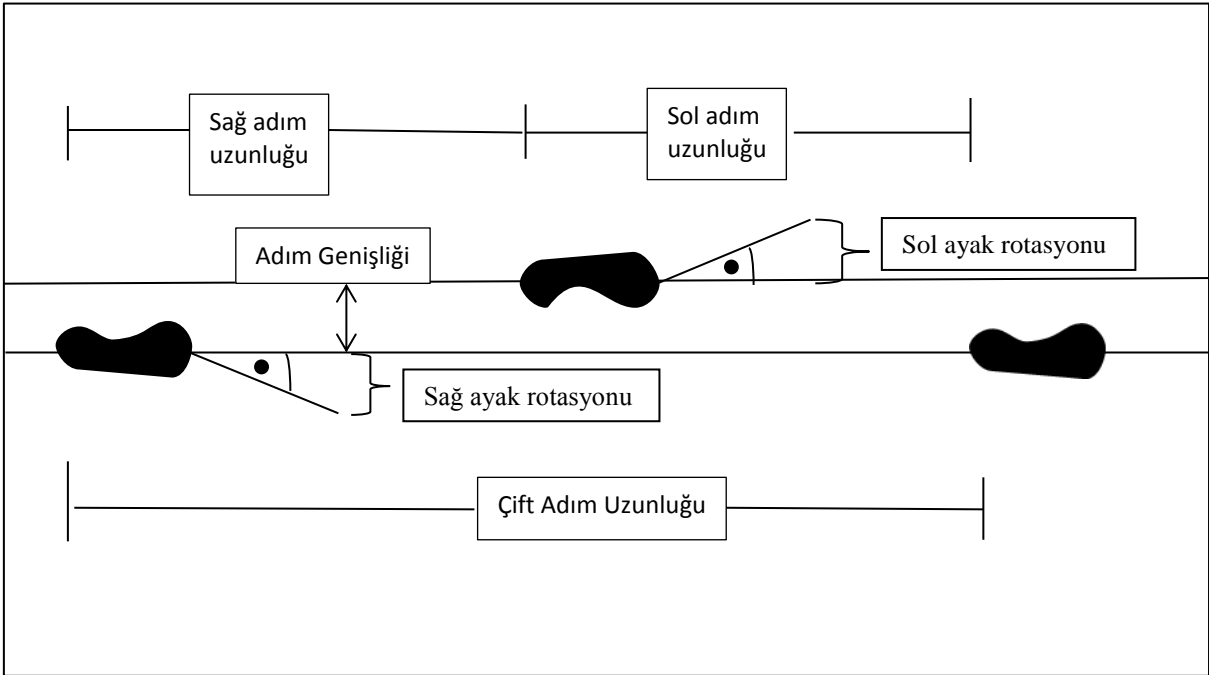 Sağ adım
uzunluğu
Sol adım
uzunluğu
Adım Genişliği
Sol ayak rotasyonu
Sağ ayak rotasyonu
Çift Adım Uzunluğu